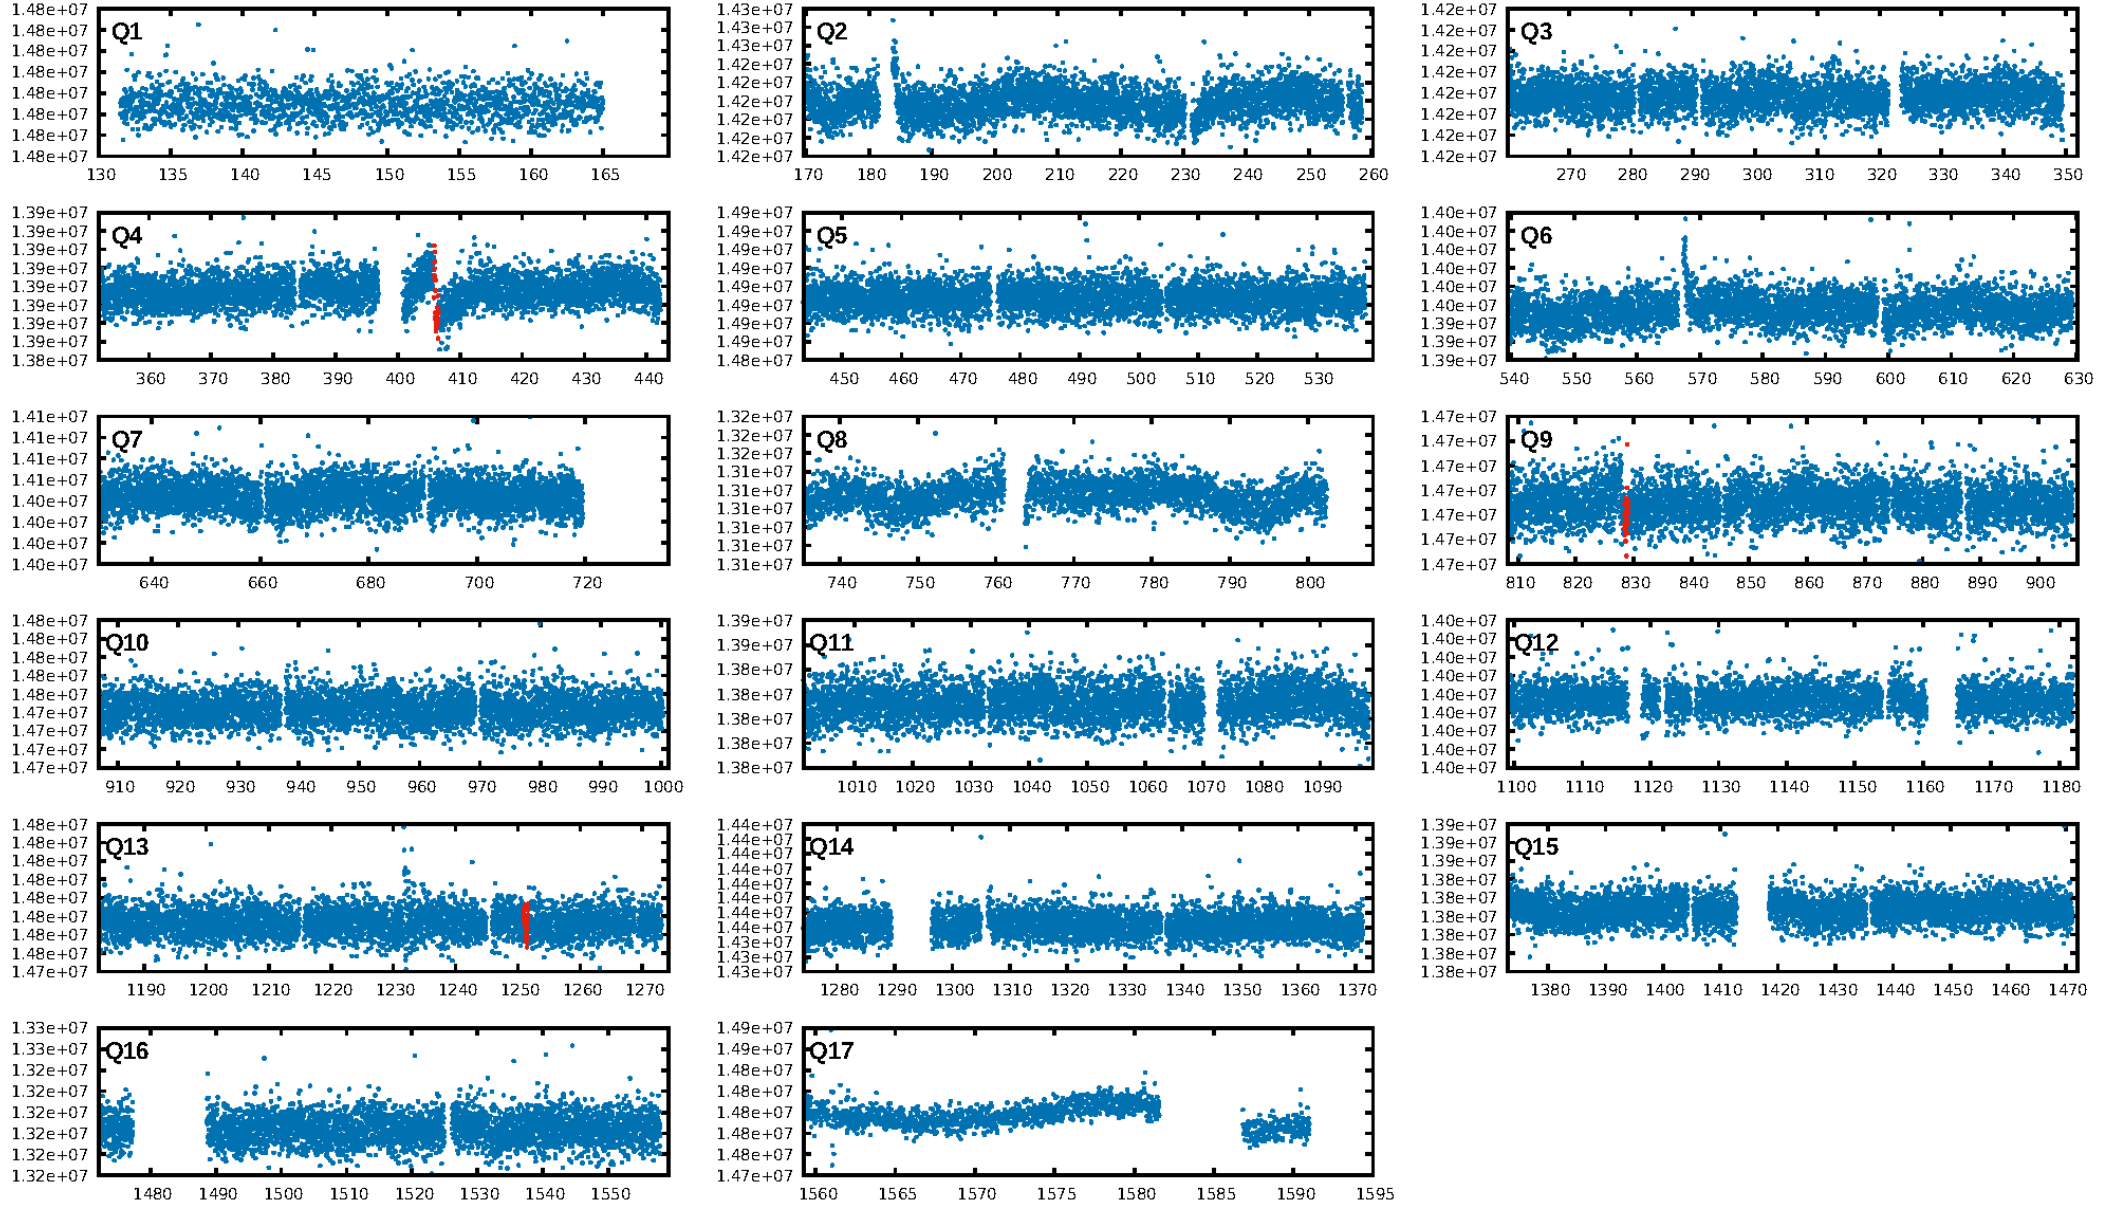 1.48e+07
1.48e+07
1.48e+07
1.48e+07
1.48e+07
1.48e+07
1.48e+07
1.48e+07
Q1
130 135 140 145 150 155 160 165
1.43e+07
1.43e+07
1.43e+07
1.42e+07
1.42e+07
1.42e+07
1.42e+07
1.42e+07
1.42e+07
Q2
170 180 190 200 210 220 230 240 250 260
1.42e+07
1.42e+07
1.42e+07
1.42e+07
1.42e+07
1.42e+07
1.42e+07
1.42e+07
Q3
270 280 290 300 310 320 330 340 350
1.39e+07
1.39e+07
1.39e+07
1.39e+07
1.39e+07
1.39e+07
1.39e+07
1.39e+07
1.38e+07
Q4
360 370 380 390 400 410 420 430 440
1.49e+07
1.49e+07
1.49e+07
1.49e+07
1.49e+07
1.49e+07
1.49e+07
1.49e+07
1.48e+07
Q5
450 460 470 480 490 500 510 520 530
1.40e+07
1.40e+07
1.40e+07
1.40e+07
1.40e+07
1.40e+07
1.39e+07
1.39e+07
1.39e+07
Q6
540 550 560 570 580 590 600 610 620 630
1.41e+07
1.41e+07
1.41e+07
1.41e+07
1.40e+07
1.40e+07
1.40e+07
1.40e+07
Q7
640 660 680 700 720
1.32e+07
1.32e+07
1.32e+07
1.31e+07
1.31e+07
1.31e+07
1.31e+07
1.31e+07
1.31e+07
Q8
740 750 760 770 780 790 800
1.47e+07
1.47e+07
1.47e+07
1.47e+07
1.47e+07
1.47e+07
1.47e+07
Q9
810 820 830 840 850 860 870 880 890 900
1.48e+07
1.48e+07
1.48e+07
1.48e+07
1.48e+07
1.47e+07
1.47e+07
1.47e+07
1.47e+07
Q10
910 920 930 940 950 960 970 980 990 1000
1.39e+07
1.39e+07
1.38e+07
1.38e+07
1.38e+07
1.38e+07
1.38e+07
Q11
1010 1020 1030 1040 1050 1060 1070 1080 1090
1.40e+07
1.40e+07
1.40e+07
1.40e+07
1.40e+07
1.40e+07
1.40e+07
1.40e+07
1.40e+07
Q12
1100 1110 1120 1130 1140 1150 1160 1170 1180
1.48e+07
1.48e+07
1.48e+07
1.48e+07
1.48e+07
1.48e+07
1.48e+07
1.48e+07
1.47e+07
Q13
1190 1200 1210 1220 1230 1240 1250 1260 1270
1.44e+07
1.44e+07
1.44e+07
1.44e+07
1.44e+07
1.44e+07
1.44e+07
1.44e+07
1.43e+07
1.43e+07
1.43e+07
Q14
1280 1290 1300 1310 1320 1330 1340 1350 1360 1370
1.39e+07
1.39e+07
1.39e+07
1.38e+07
1.38e+07
1.38e+07
1.38e+07
1.38e+07
1.38e+07
Q15
1380 1390 1400 1410 1420 1430 1440 1450 1460 1470
1.33e+07
1.33e+07
1.32e+07
1.32e+07
1.32e+07
1.32e+07
1.32e+07
1.32e+07
Q16
1480 1490 1500 1510 1520 1530 1540 1550
1.49e+07
1.49e+07
1.48e+07
1.48e+07
1.48e+07
1.48e+07
1.48e+07
1.47e+07
Q17
1560 1565 1570 1575 1580 1585 1590 1595